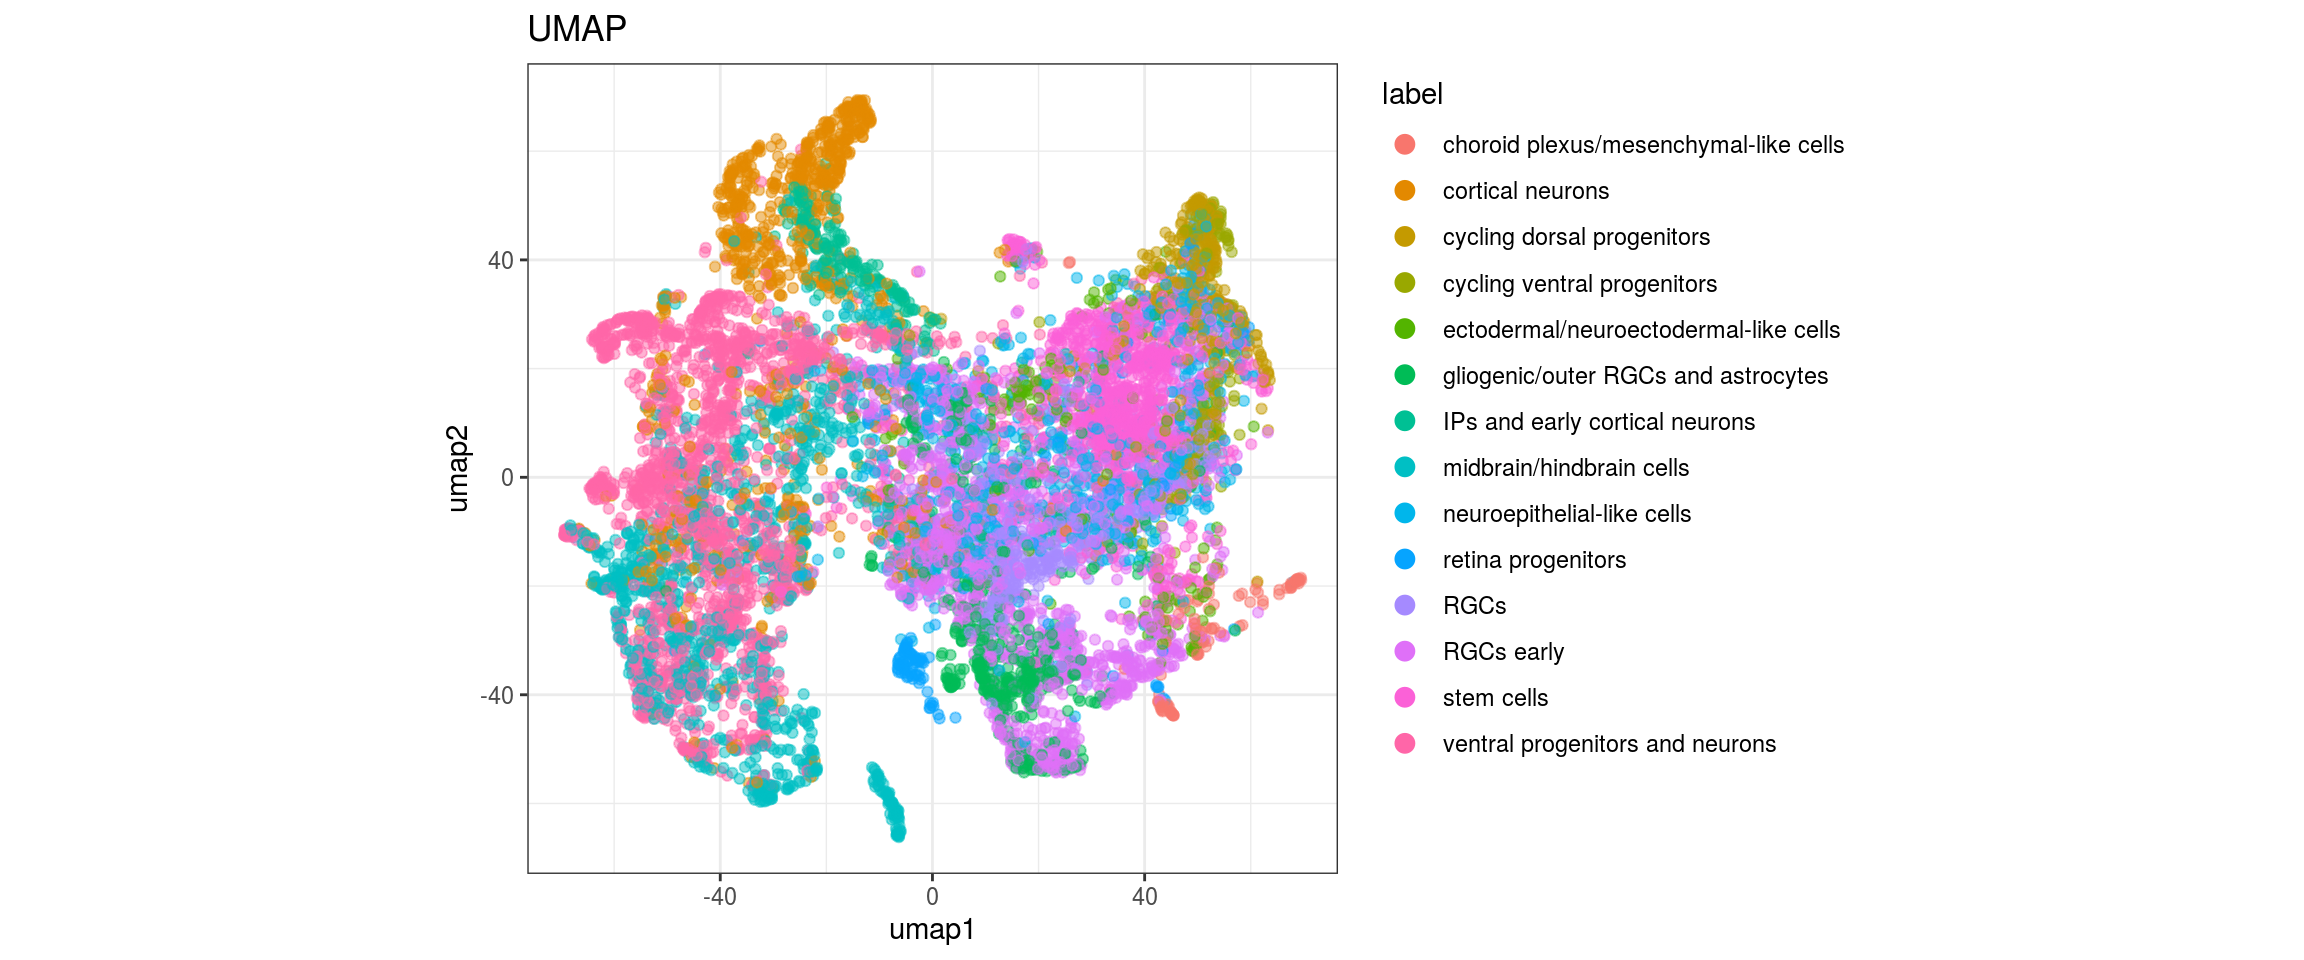 UMAP
umap2
40
0
-40
-40
0
40
umap1
label
choroid plexus/mesenchymal-like cells
cortical neurons
cycling dorsal progenitors
cycling ventral progenitors
ectodermal/neuroectodermal-like cells
gliogenic/outer RGCs and astrocytes
IPs and early cortical neurons
midbrain/hindbrain cells
neuroepithelial-like cells
retina progenitors
RGCs
RGCs early
stem cells
ventral progenitors and neurons